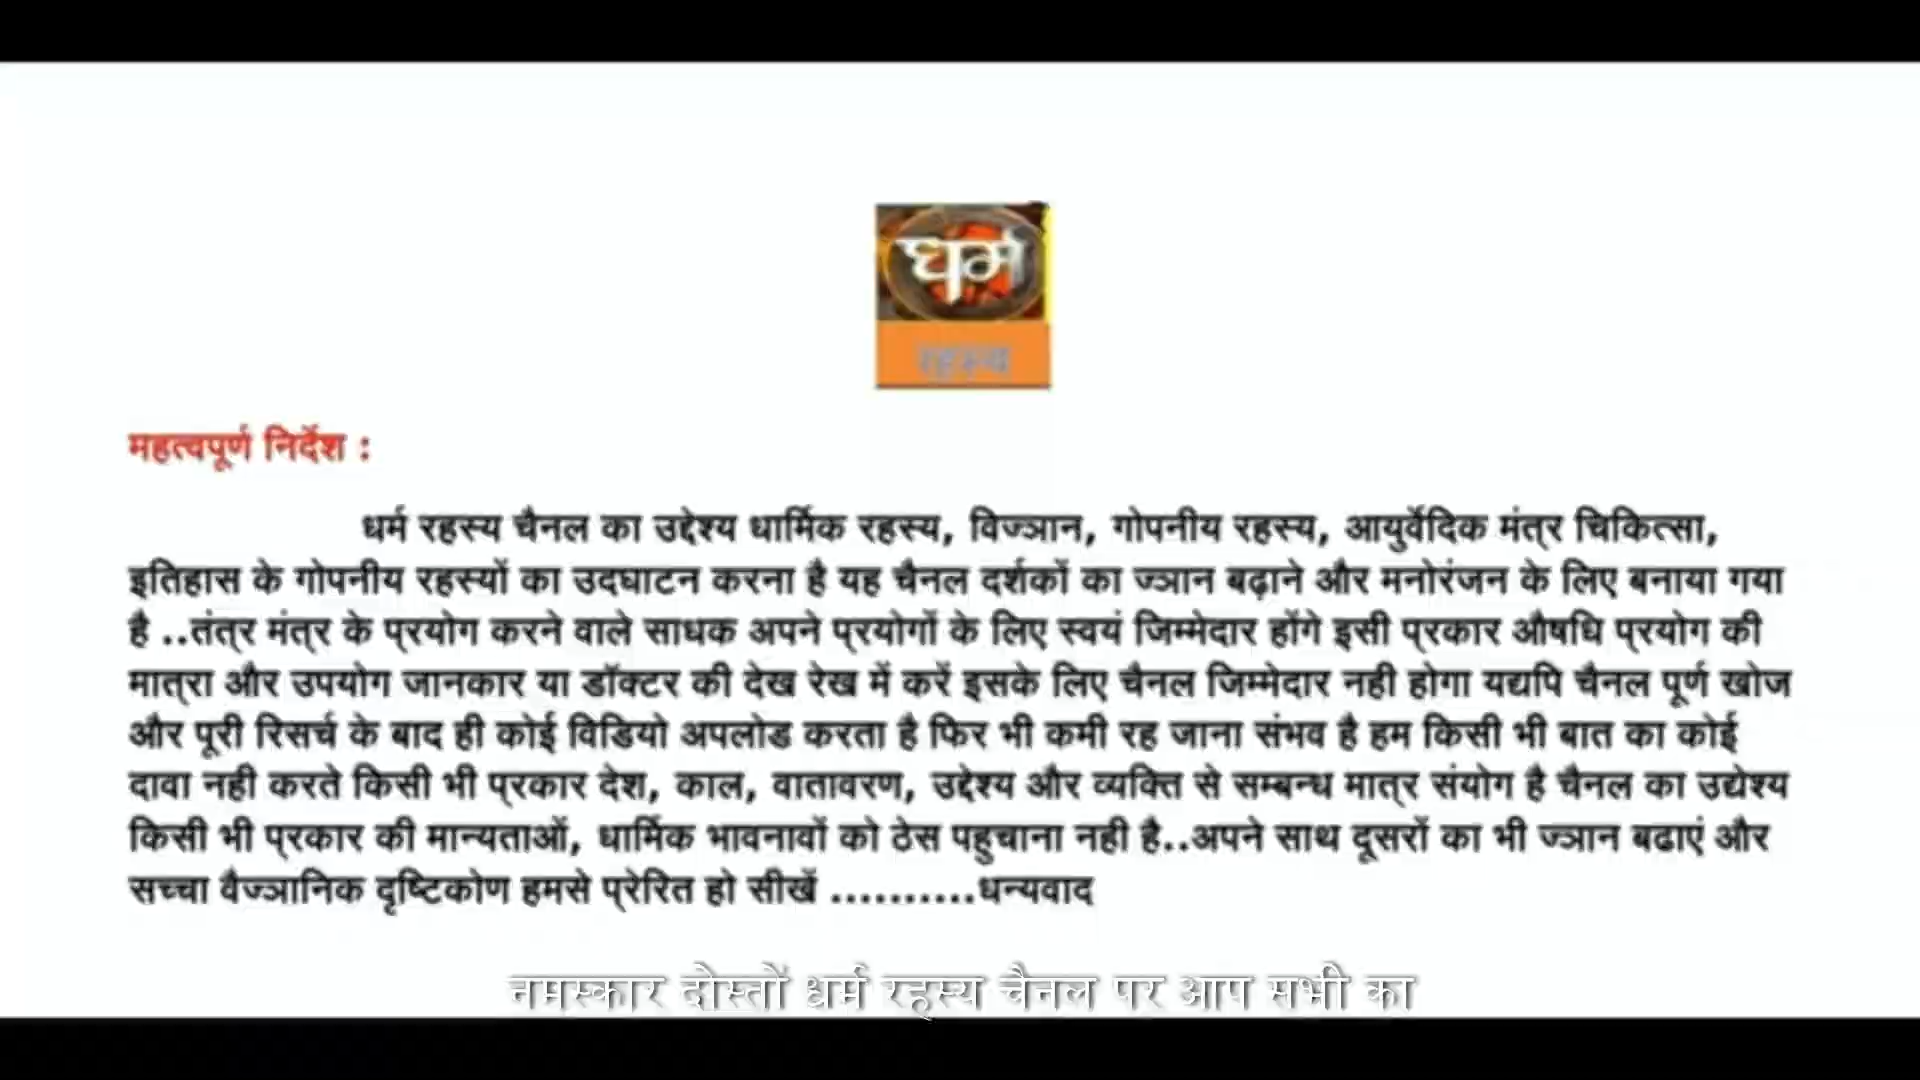 धर्म
रहस्य
महत्वपूर्ण निर्देश :
धर्म रहस्य चैनल का उद्देश्य धार्मिक रहस्य, विज्ञान, गोपनीय रहस्य, आयुर्वेदिक मंत्र चिकित्सा,
इतिहास के गोपनीय रहस्यों का उदघाटन करना है यह चैनल दर्शकों का ज्ञान बढ़ाने और मनोरंजन के लिए बनाया गया
है ..तंत्र मंत्र के प्रयोग करने वाले साधक अपने प्रयोगों के लिए स्वयं जिम्मेदार होंगे इसी प्रकार औषधि प्रयोग की
मात्रा और उपयोग जानकार या डॉक्टर की देख रेख में करें इसके लिए चैनल जिम्मेदार नही होगा यद्यपि चैनल पूर्ण खोज
और पूरी रिसर्च के बाद ही कोई विडियो अपलोड करता है फिर भी कमी रह जाना संभव है हम किसी भी बात का कोई
दावा नही करते किसी भी प्रकार देश, काल, वातावरण, उद्देश्य और व्यक्ति से सम्बन्ध मात्र संयोग है चैनल का उद्येश्य
किसी भी प्रकार की मान्यताओं, धार्मिक भावनावों को ठेस पहुचाना नही है..अपने साथ दूसरों का भी ज्ञान बढाएं और
सच्चा वैज्ञानिक दृष्टिकोण हमसे प्रेरित हो सीखें ..........धन्यवाद
नमस्कार दोस्तों धर्म रहस्य चैनल पर आप सभी का